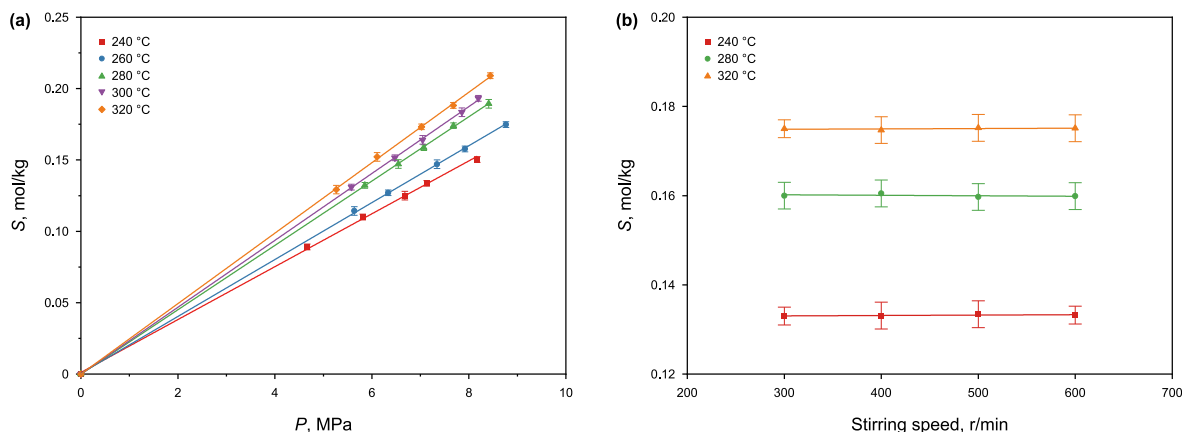 (a)
0.25
0.20
0.15
0.10
0.05
0
S, mol/kg
240 °C
260 °C
280 °C
300 °C
320 °C
0 2 4 6 8 10
P, MPa
(b)
0.20
0.18
0.16
0.14
0.12
S, mol/kg
240 °C
280 °C
320 °C
200 300 400 500 600 700
Stirring speed, r/min